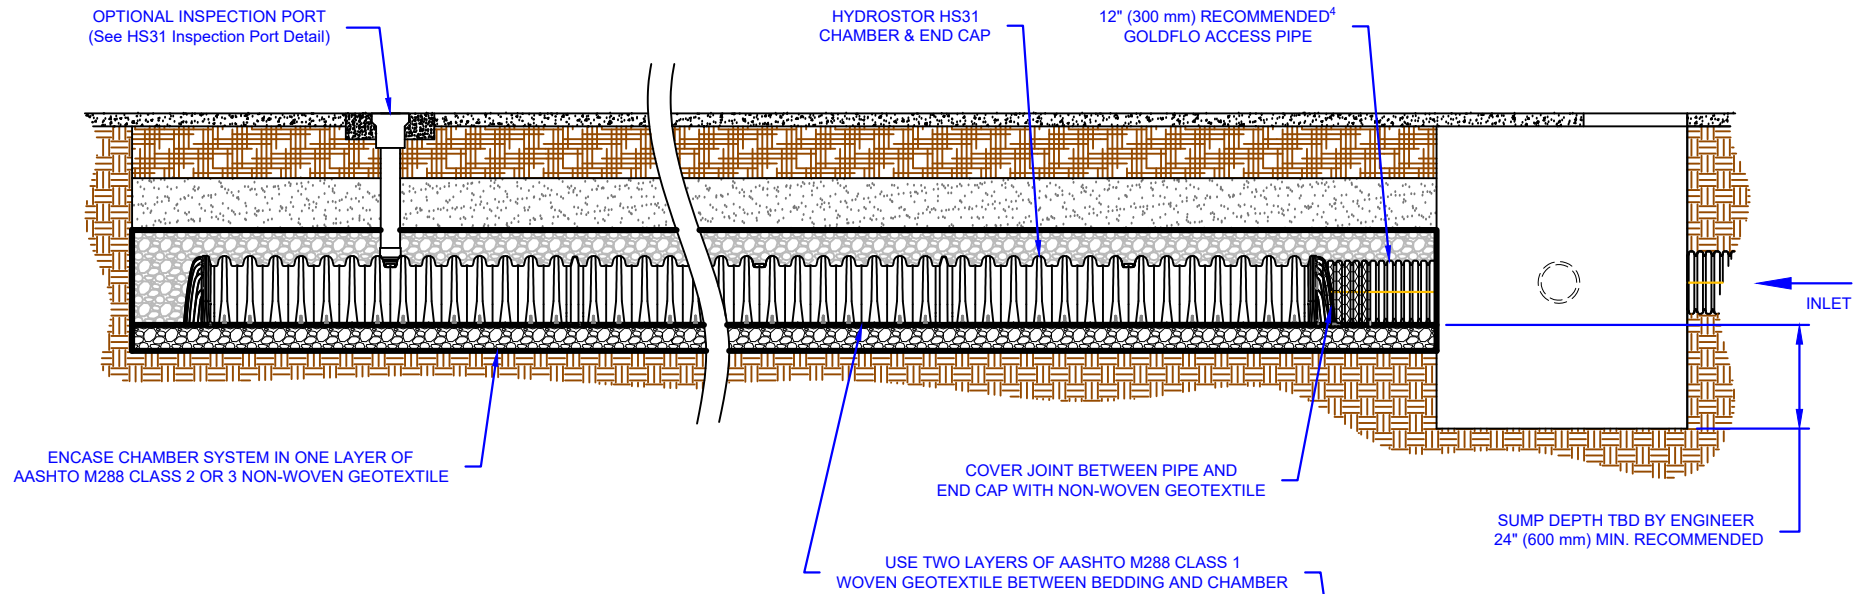 OPTIONAL INSPECTION PORT
(See HS31 Inspection Port Detail)
HYDROSTOR HS31
CHAMBER & END CAP
12" (300 mm) RECOMMENDED⁴
GOLDFLO ACCESS PIPE
INLET
ENCASE CHAMBER SYSTEM IN ONE LAYER OF
AASHTO M288 CLASS 2 OR 3 NON-WOVEN GEOTEXTILE
COVER JOINT BETWEEN PIPE AND
END CAP WITH NON-WOVEN GEOTEXTILE
SUMP DEPTH TBD BY ENGINEER
24" (600 mm) MIN. RECOMMENDED
USE TWO LAYERS OF AASHTO M288 CLASS 1
WOVEN GEOTEXTILE BETWEEN BEDDING AND CHAMBER